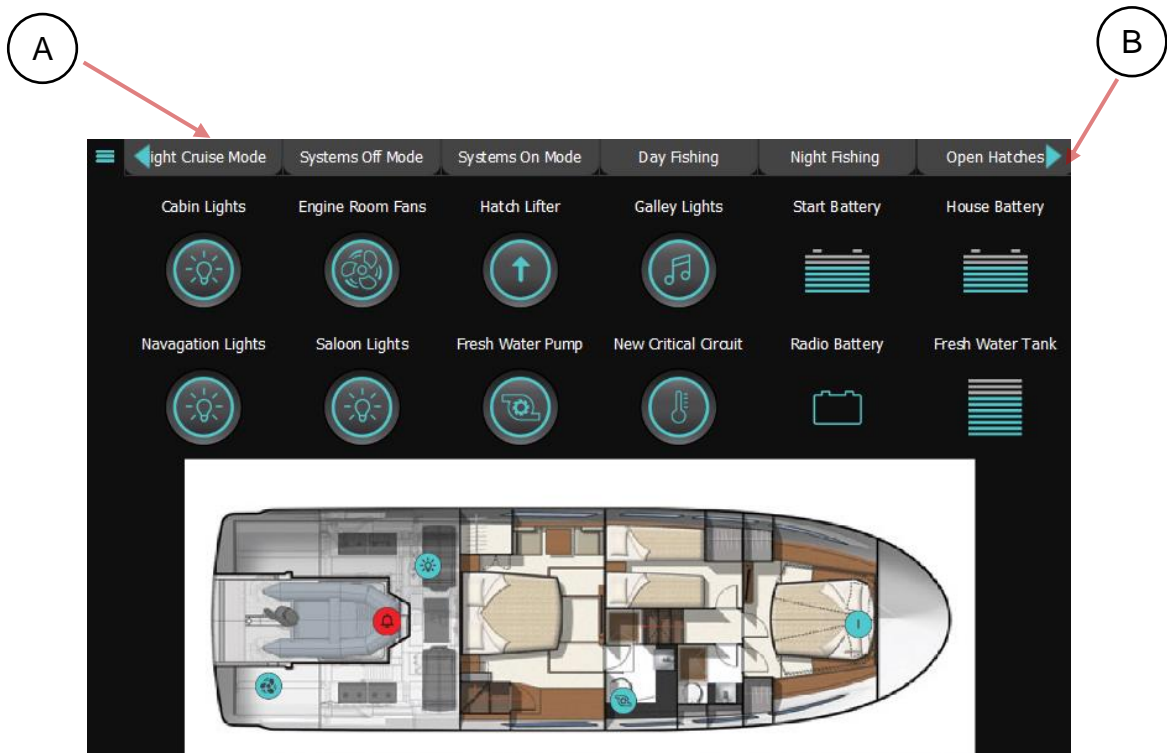 A
B
ight Cruise Mode Systems Off Mode Systems On Mode Day Fishing Night Fishing Open Hatches
Cabin Lights Engine Room Fans Hatch Lifter Galley Lights Start Battery House Battery
Navagation Lights Saloon Lights Fresh Water Pump New Critical Circuit Radio Battery Fresh Water Tank